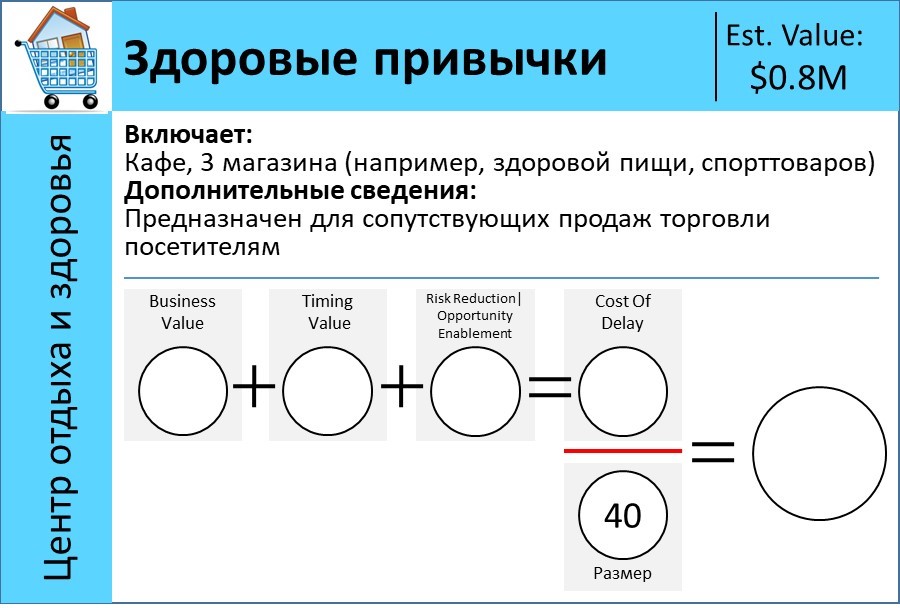 Здоровые привычки
Est. Value:
$0.8M
Центр отдыха и здоровья
Включает:
Кафе, 3 магазина (например, здоровой пищи, спорттоваров)
Дополнительные сведения:
Предназначен для сопутствующих продаж торговли
посетителям
Business
Value
+
Timing
Value
+
Risk Reduction|
Opportunity
Enablement
=
Cost Of
Delay
=
40
Размер